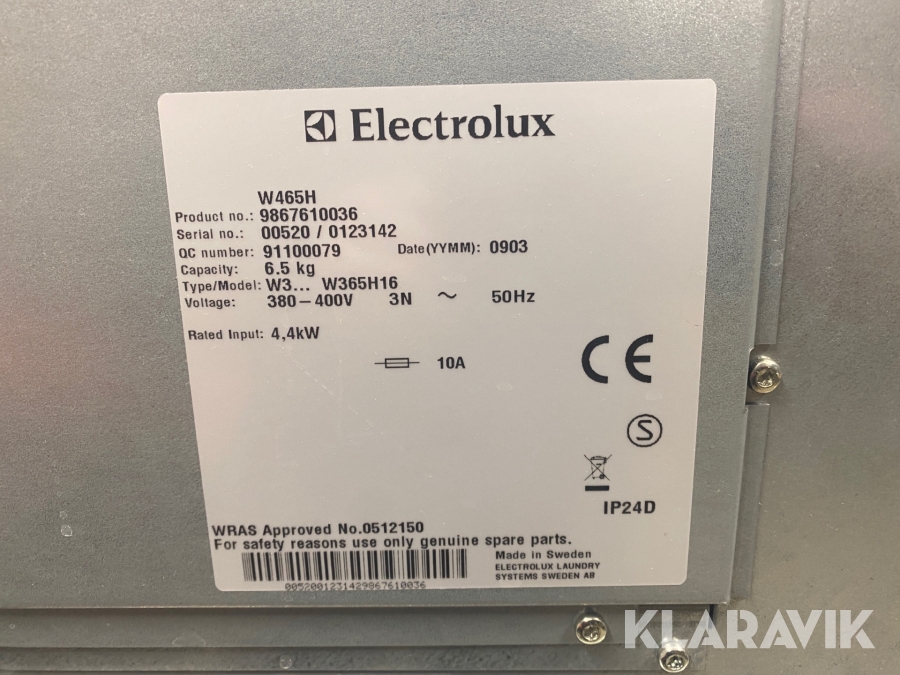 Electrolux
W465H
Product no.: 9867610036
Serial no.: 00520 / 0123142
QC number: 91100079 Date(YYMM): 0903
Capacity: 6.5 kg
Type/Model: W3... W365H16
Voltage: 380–400V 3N ~ 50Hz
Rated Input: 4,4kW
10A
CE
S
IP24D
WRAS Approved No.0512150
For safety reasons use only genuine spare parts.
Made in Sweden
ELECTROLUX LAUNDRY
SYSTEMS SWEDEN AB
0052001231429867610036
KLARAVIK